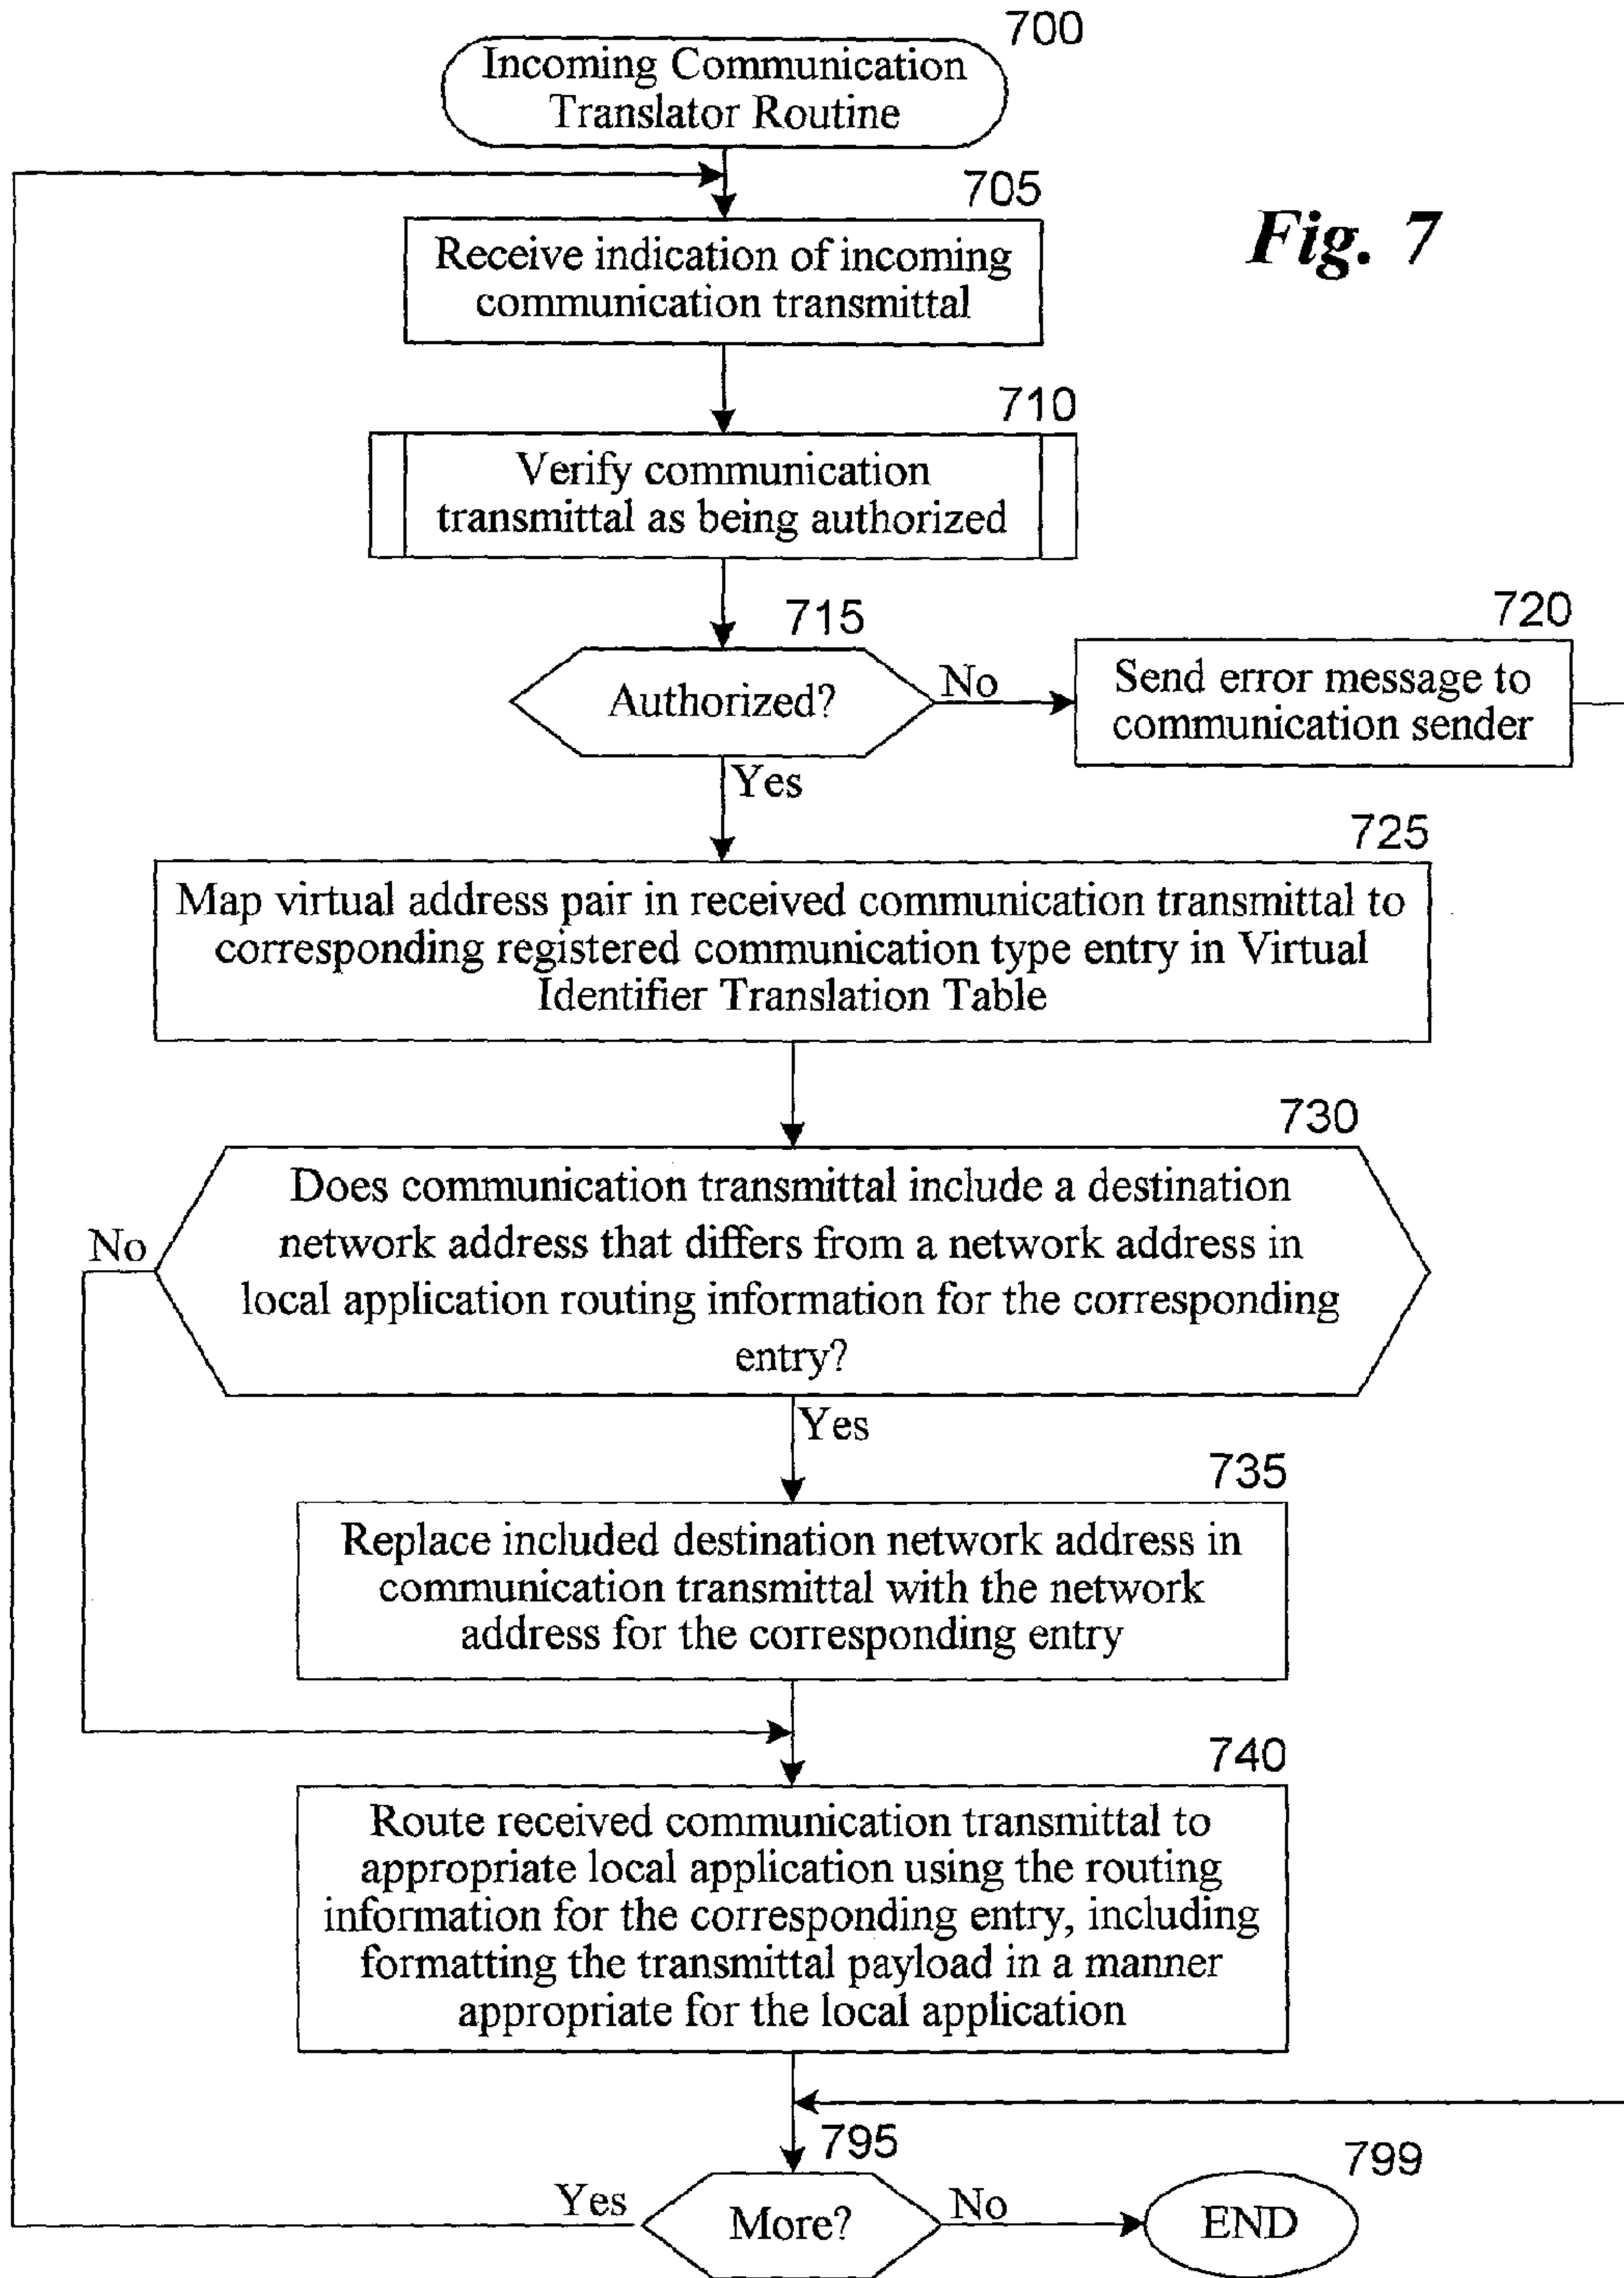 700
Incoming Communication
Translator Routine
705
Fig. 7
Receive indication of incoming
communication transmittal
710
Verify communication
transmittal as being authorized
715
720
Authorized?
No
Send error message to
communication sender
Yes
725
Map virtual address pair in received communication transmittal to
corresponding registered communication type entry in Virtual
Identifier Translation Table
730
Does communication transmittal include a destination
network address that differs from a network address in
local application routing information for the corresponding
entry?
No
Yes
735
Replace included destination network address in
communication transmittal with the network
address for the corresponding entry
740
Route received communication transmittal to
appropriate local application using the routing
information for the corresponding entry, including
formatting the transmittal payload in a manner
appropriate for the local application
795
799
Yes
More?
No
END